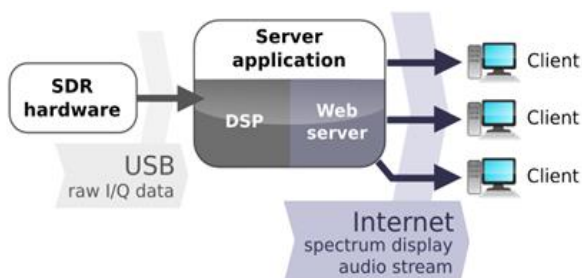 SDR
hardware
USB
raw I/Q data
Server
application
DSP
Web
server
Internet
spectrum display
audio stream
Client
Client
Client